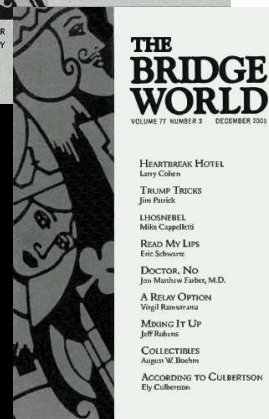 R
Y
THE
BRIDGE
WORLD
VOLUME 77 NUMBER 3 DECEMBER 2005
HEARTBREAK HOTEL
Larry Cohen
TRUMP TRICKS
Jim Patrick
LHOSNEBEL
Mike Cappelletti
READ MY LIPS
Eric Schwartz
DOCTOR, NO
Jon Matthew Farber, M.D.
A RELAY OPTION
Virgil
MIXING IT UP
Jeff Rubens
COLLECTIBLES
August W. Boehm
ACCORDING TO CULBERTSON
Ely Culbertson